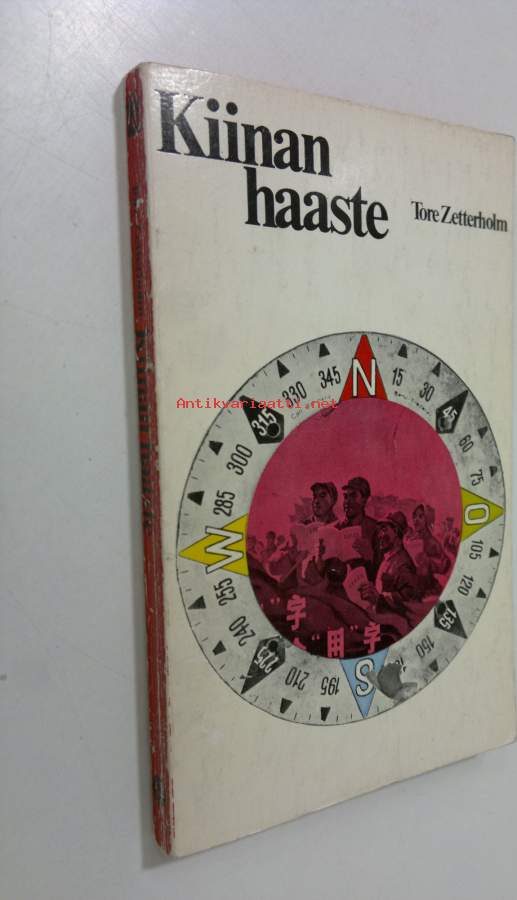 Kiinan
haaste
Tore Zetterholm
N
15
30
45
60
75
O
105
120
135
150
S
195
210
225
240
255
W
285
300
315
330
345
Antikvariaatti.net
"字
"用"字